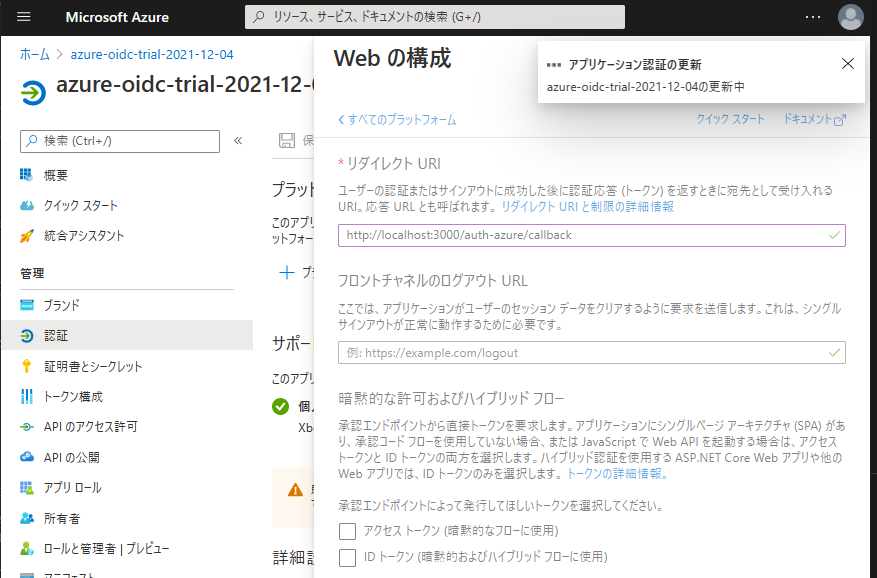 Microsoft Azure
リソース、サービス、ドキュメントの検索 (G+/)
ホーム > azure-oidc-trial-2021-12-04
azure-oidc-trial-2021-12-0
検索 (Ctrl+/)
概要
クイック スタート
統合アシスタント
管理
ブランド
認証
証明書とシークレット
トークン構成
API のアクセス許可
API の公開
アプリ ロール
所有者
ロールと管理者 | プレビュー
マニフェスト
保
プラット
このアプリ
ットフォー
プ
サポー
このアプリ
個人
Xb
詳細設
Web の構成
アプリケーション認証の更新
azure-oidc-trial-2021-12-04の更新中
すべてのプラットフォーム
クイック スタート
ドキュメント
* リダイレクト URI
ユーザーの認証またはサインアウトに成功した後に認証応答 (トークン) を返すときに宛先として受け入れる
URI。応答 URL とも呼ばれます。 リダイレクト URI と制限の詳細情報
http://localhost:3000/auth-azure/callback
フロントチャネルのログアウト URL
ここでは、アプリケーションがユーザーのセッション データをクリアするように要求を送信します。これは、シングル
サインアウトが正常に動作するために必要です。
例: https://example.com/logout
暗黙的な許可およびハイブリッド フロー
承認エンドポイントから直接トークンを要求します。アプリケーションにシングルページ アーキテクチャ (SPA) があ
り、承認コード フローを使用していない場合、または JavaScript で Web API を起動する場合は、アクセス
トークンと ID トークンの両方を選択します。ハイブリッド認証を使用する ASP.NET Core Web アプリや他の
Web アプリでは、ID トークンのみを選択します。 トークンの詳細情報。
承認エンドポイントによって発行してほしいトークンを選択してください。
アクセス トークン (暗黙的なフローに使用)
ID トークン (暗黙的およびハイブリッド フローに使用)